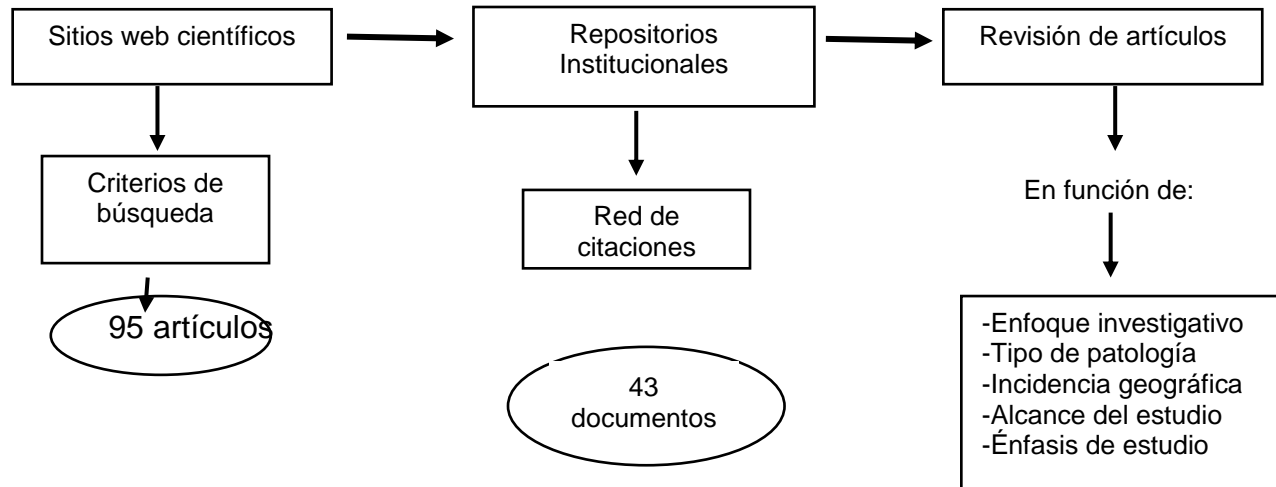 Sitios web científicos
Criterios de
búsqueda
95 artículos
Repositorios
Institucionales
Red de
citaciones
43
documentos
Revisión de artículos
En función de:
-Enfoque investigativo
-Tipo de patología
-Incidencia geográfica
-Alcance del estudio
-Énfasis de estudio